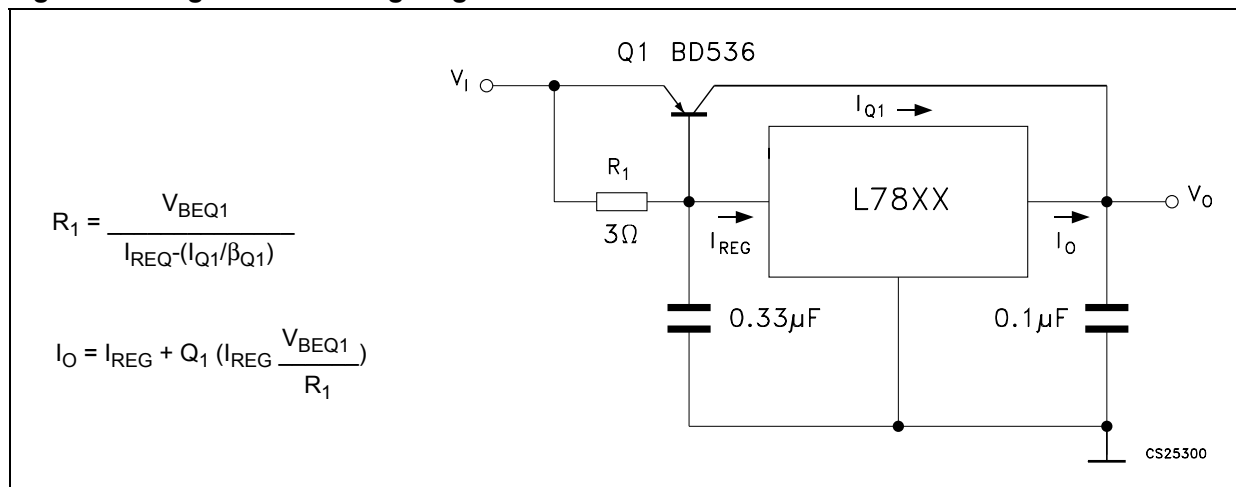 Q1 BD536
V_I
I_Q1
R_1
3Ω
I_REG
L78XX
I_O
V_O
0.33µF
0.1µF
CS25300
R_1 = V_BEQ1 / I_REQ-(I_Q1/β_Q1)
I_O = I_REG + Q_1 (I_REG V_BEQ1 / R_1)